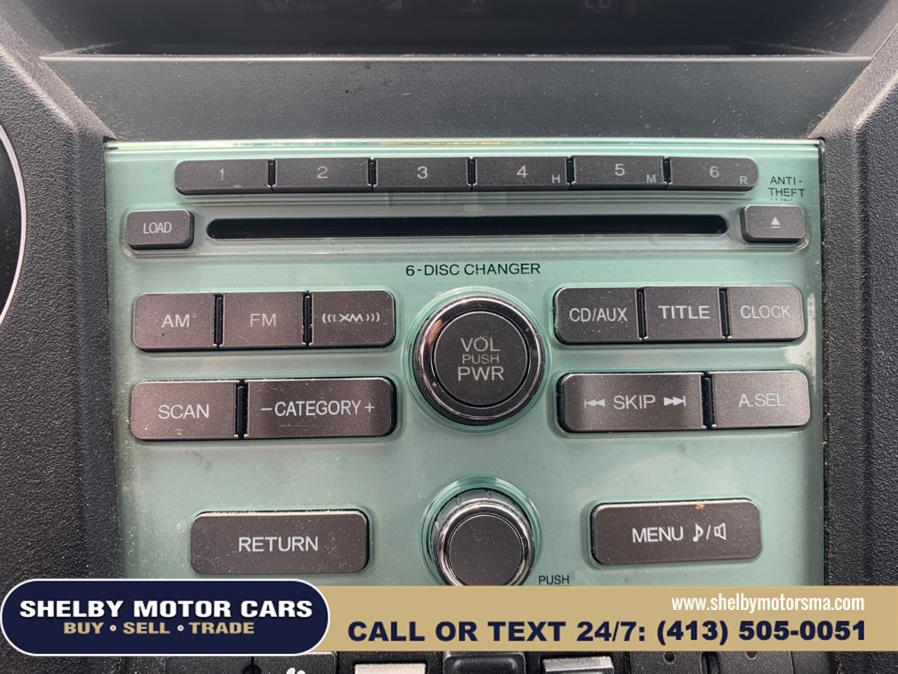 1 2 3 4 H 5 M 6 R
ANTI-
THEFT
LOAD
6-DISC CHANGER
AM FM ((( XM )))
VOL
PUSH
PWR
CD/AUX TITLE CLOCK
SCAN - CATEGORY +
SKIP A.SEL
RETURN
MENU
PUSH
SHELBY MOTOR CARS
BUY • SELL • TRADE
www.shelbymotorsma.com
CALL OR TEXT 24/7: (413) 505-0051